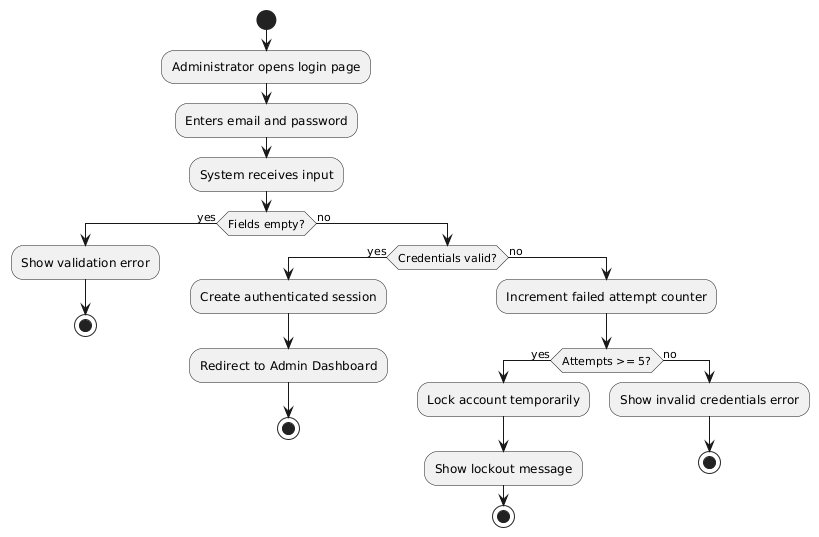 Administrator opens login page
Enters email and password
System receives input
yes
Fields empty?
no
Show validation error
yes
Credentials valid?
no
Create authenticated session
Redirect to Admin Dashboard
Increment failed attempt counter
yes
Attempts >= 5?
no
Lock account temporarily
Show lockout message
Show invalid credentials error